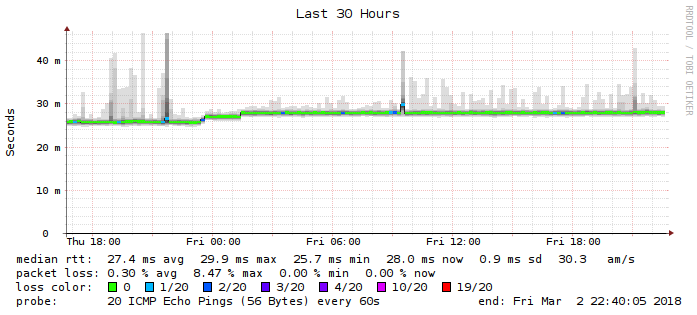 Last 30 Hours
RRDTOOL / TOBI OETIKER
Seconds
40 m
30 m
20 m
10 m
0
Thu 18:00 Fri 00:00 Fri 06:00 Fri 12:00 Fri 18:00
median rtt: 27.4 ms avg 29.9 ms max 25.7 ms min 28.0 ms now 0.9 ms sd 30.3 am/s
packet loss: 0.30 % avg 8.47 % max 0.00 % min 0.00 % now
loss color: 0 1/20 2/20 3/20 4/20 10/20 19/20
probe: 20 ICMP Echo Pings (56 Bytes) every 60s end: Fri Mar 2 22:40:05 2018